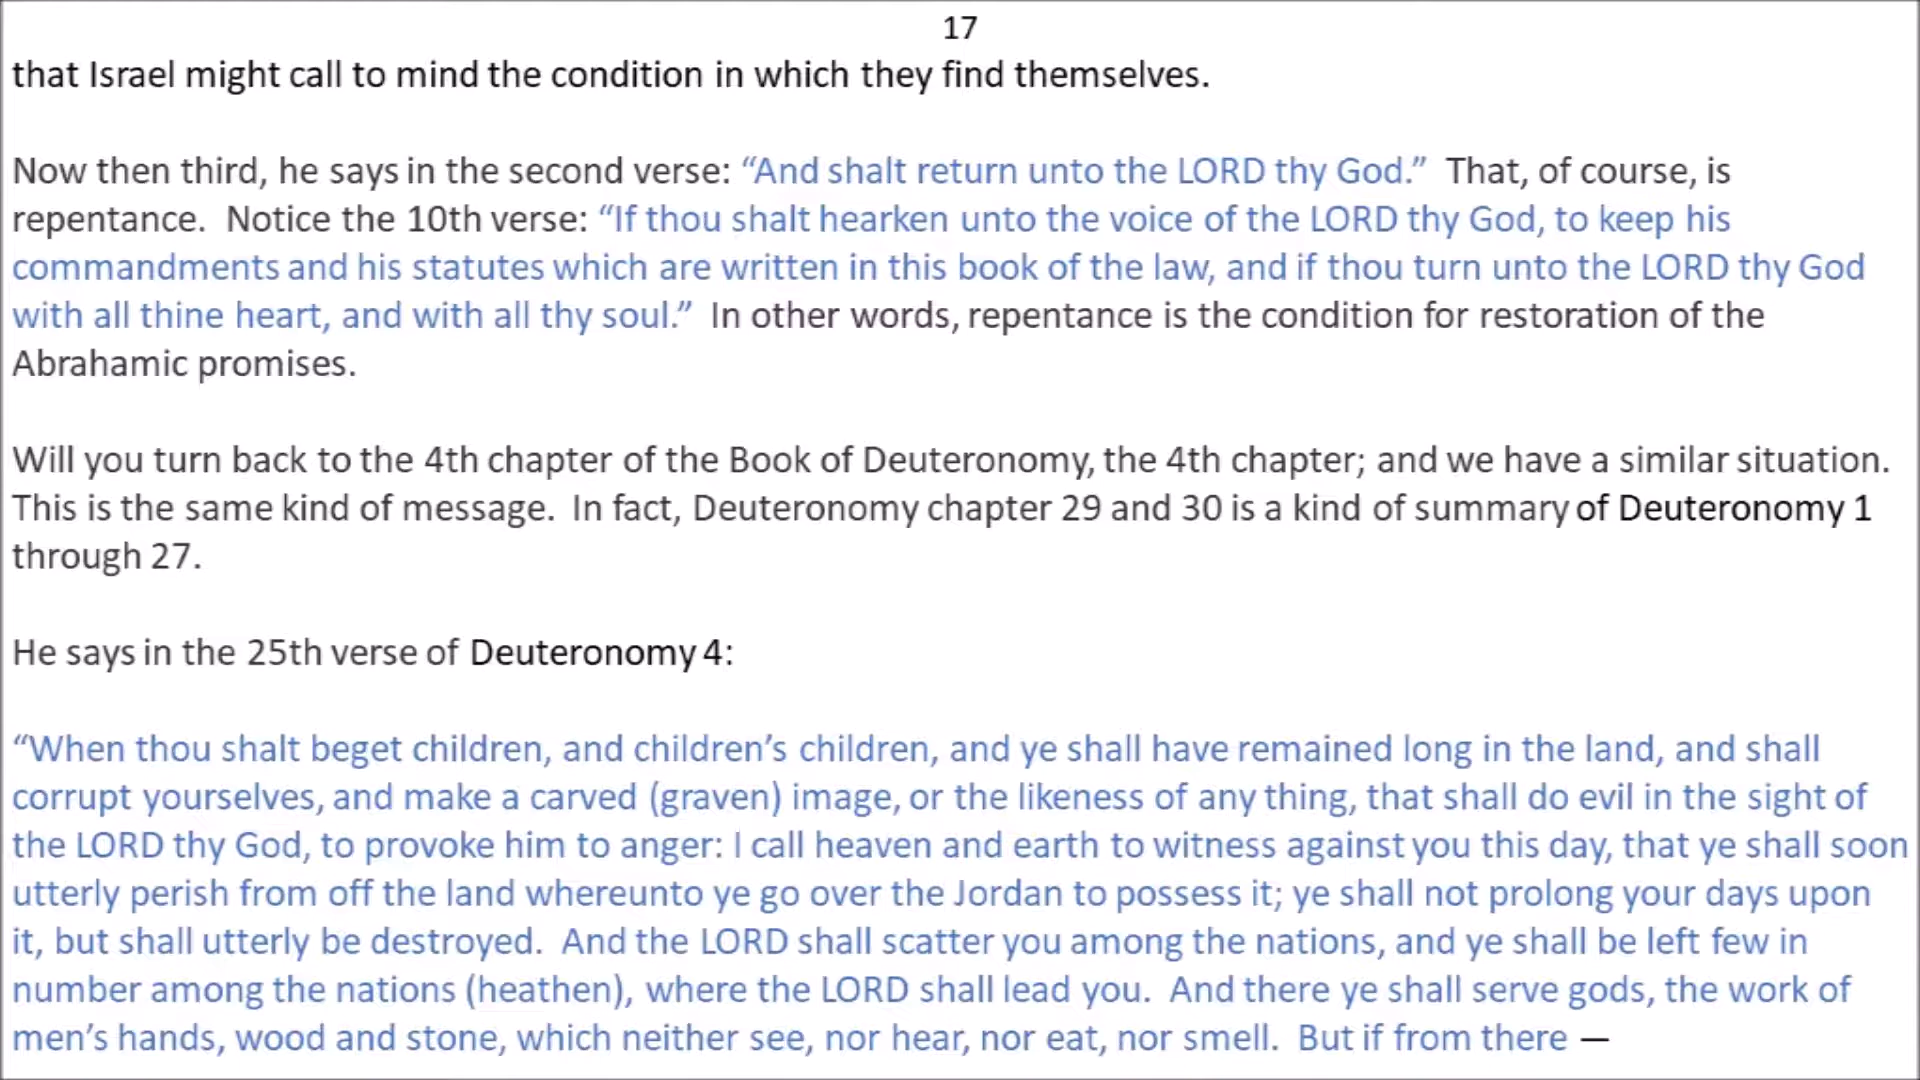 17
that Israel might call to mind the condition in which they find themselves.
Now then third, he says in the second verse: “And shalt return unto the LORD thy God.” That, of course, is
repentance. Notice the 10th verse: “If thou shalt hearken unto the voice of the LORD thy God, to keep his
commandments and his statutes which are written in this book of the law, and if thou turn unto the LORD thy God
with all thine heart, and with all thy soul.” In other words, repentance is the condition for restoration of the
Abrahamic promises.
Will you turn back to the 4th chapter of the Book of Deuteronomy, the 4th chapter; and we have a similar situation.
This is the same kind of message. In fact, Deuteronomy chapter 29 and 30 is a kind of summary of Deuteronomy 1
through 27.
He says in the 25th verse of Deuteronomy 4:
“When thou shalt beget children, and children’s children, and ye shall have remained long in the land, and shall
corrupt yourselves, and make a carved (graven) image, or the likeness of any thing, that shall do evil in the sight of
the LORD thy God, to provoke him to anger: I call heaven and earth to witness against you this day, that ye shall soon
utterly perish from off the land whereunto ye go over the Jordan to possess it; ye shall not prolong your days upon
it, but shall utterly be destroyed. And the LORD shall scatter you among the nations, and ye shall be left few in
number among the nations (heathen), where the LORD shall lead you. And there ye shall serve gods, the work of
men’s hands, wood and stone, which neither see, nor hear, nor eat, nor smell. But if from there —